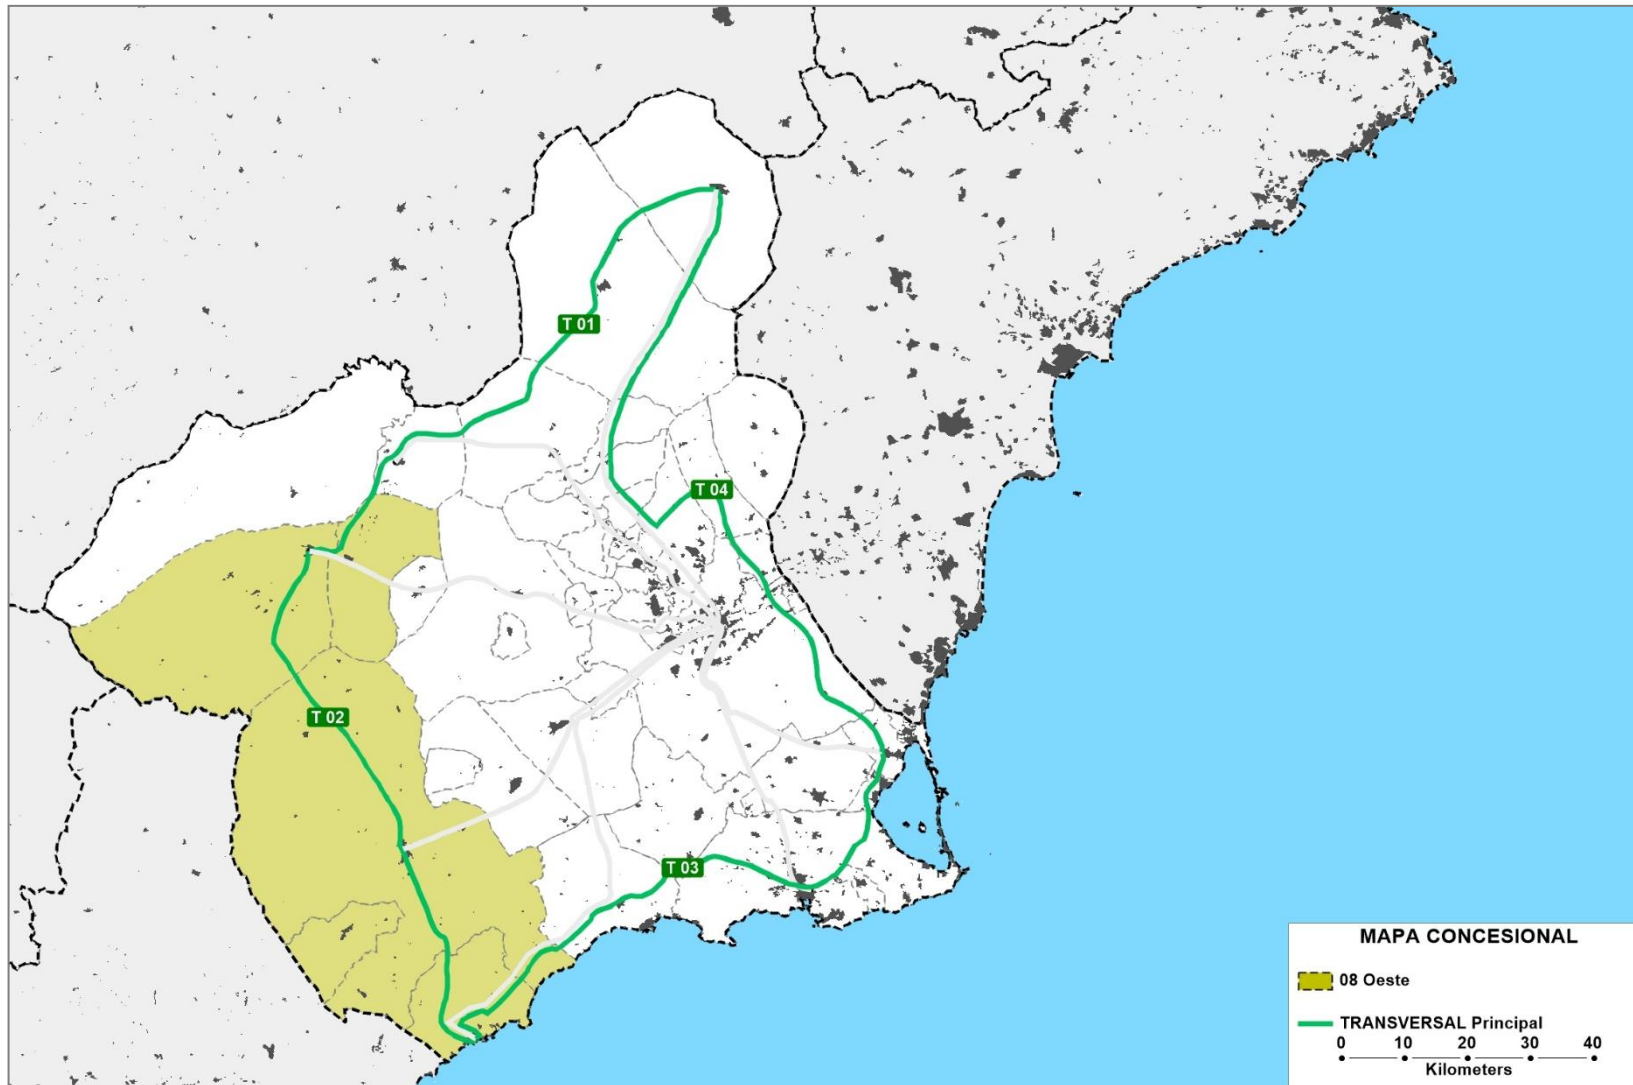 T 01
T 04
T 02
T 03
MAPA CONCESIONAL
08 Oeste
TRANSVERSAL Principal
0 10 20 30 40
Kilometers